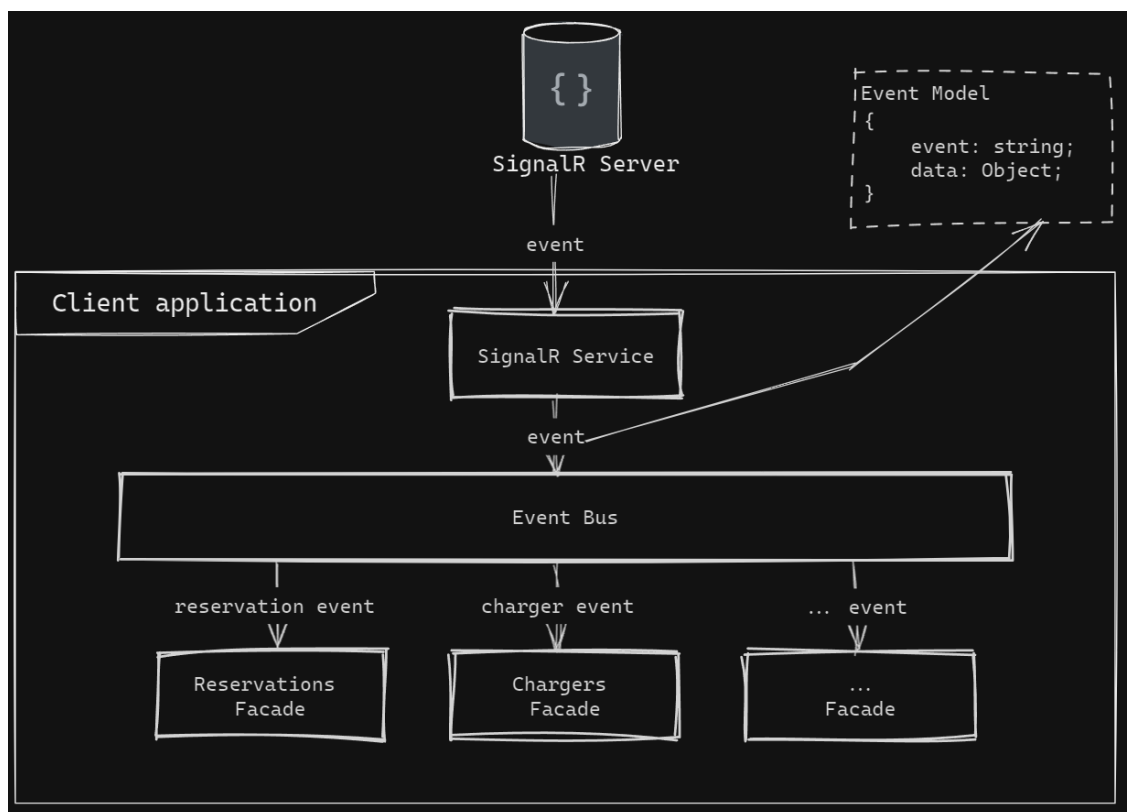 { }
SignalR Server
Event Model
{
event: string;
data: Object;
}
event
Client application
SignalR Service
event
Event Bus
reservation event
charger event
... event
Reservations
Facade
Chargers
Facade
...
Facade